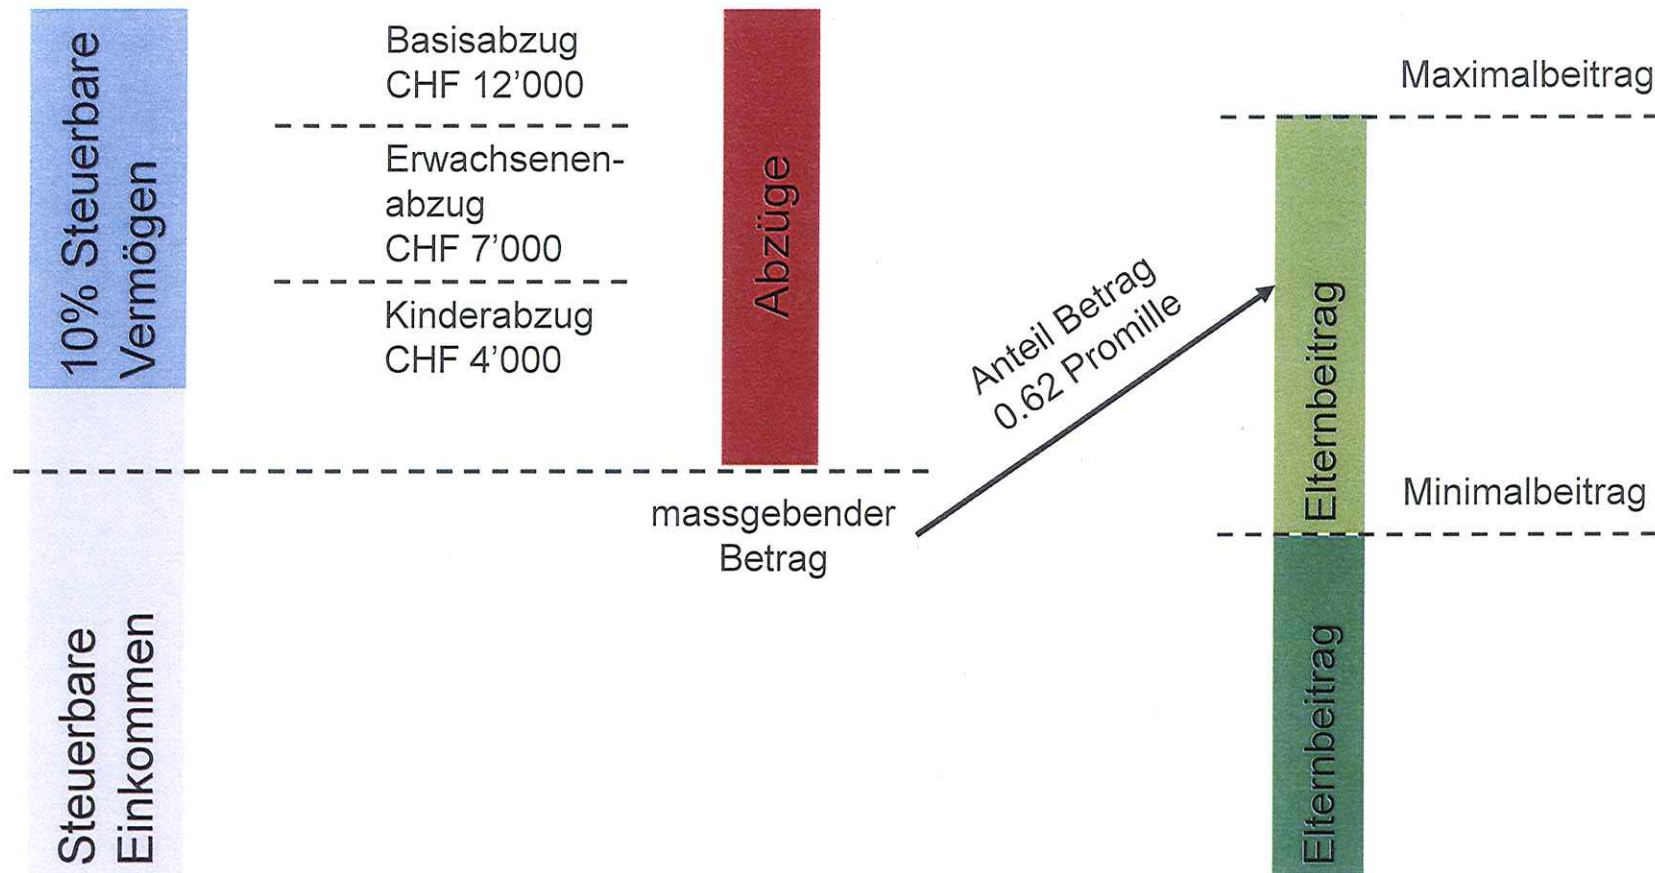 10% Steuerbare
Vermögen
Steuerbare
Einkommen
Basisabzug
CHF 12’000
Erwachsenen-
abzug
CHF 7’000
Kinderabzug
CHF 4’000
Abzüge
massgebender
Betrag
Anteil Betrag
0.62 Promille
Elternbeitrag
Elternbeitrag
Maximalbeitrag
Minimalbeitrag